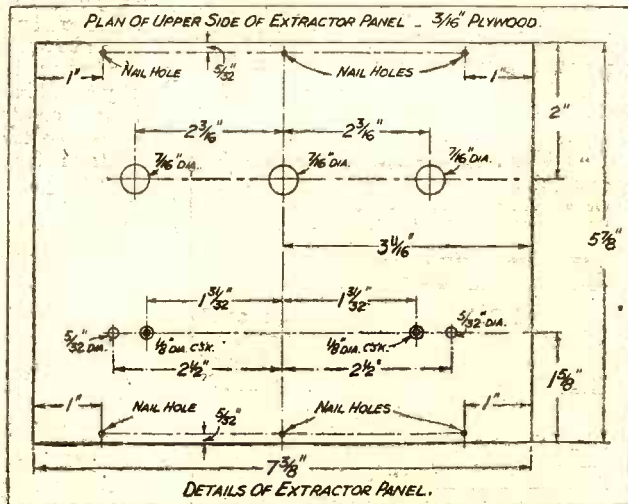 PLAN OF UPPER SIDE OF EXTRACTOR PANEL _ 3/16" PLYWOOD.
NAIL HOLE
5/32"
NAIL HOLES
1"
1"
2"
2 3/16"
2 3/16"
7/16" DIA.
7/16" DIA.
7/16" DIA.
3 11/16"
5 7/8"
1 31/32"
1 31/32"
5/32" DIA.
1/8" DIA. CSK.
1/8" DIA. CSK.
5/32" DIA.
2 1/2"
2 1/2"
1 5/8"
1"
NAIL HOLE
5/32"
NAIL HOLES
1"
7 3/8"
DETAILS OF EXTRACTOR PANEL.